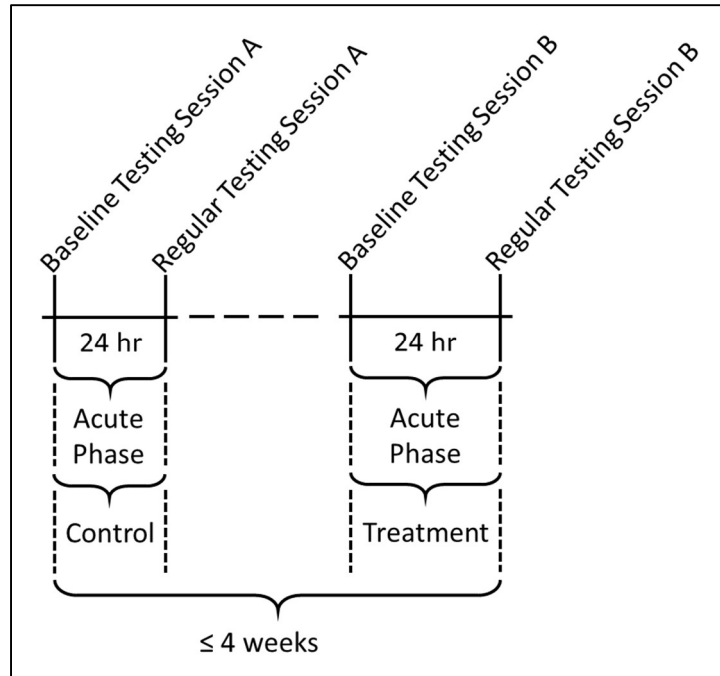 Baseline Testing Session A
Regular Testing Session A
Baseline Testing Session B
Regular Testing Session B
24 hr
24 hr
Acute
Phase
Acute
Phase
Control
Treatment
≤ 4 weeks